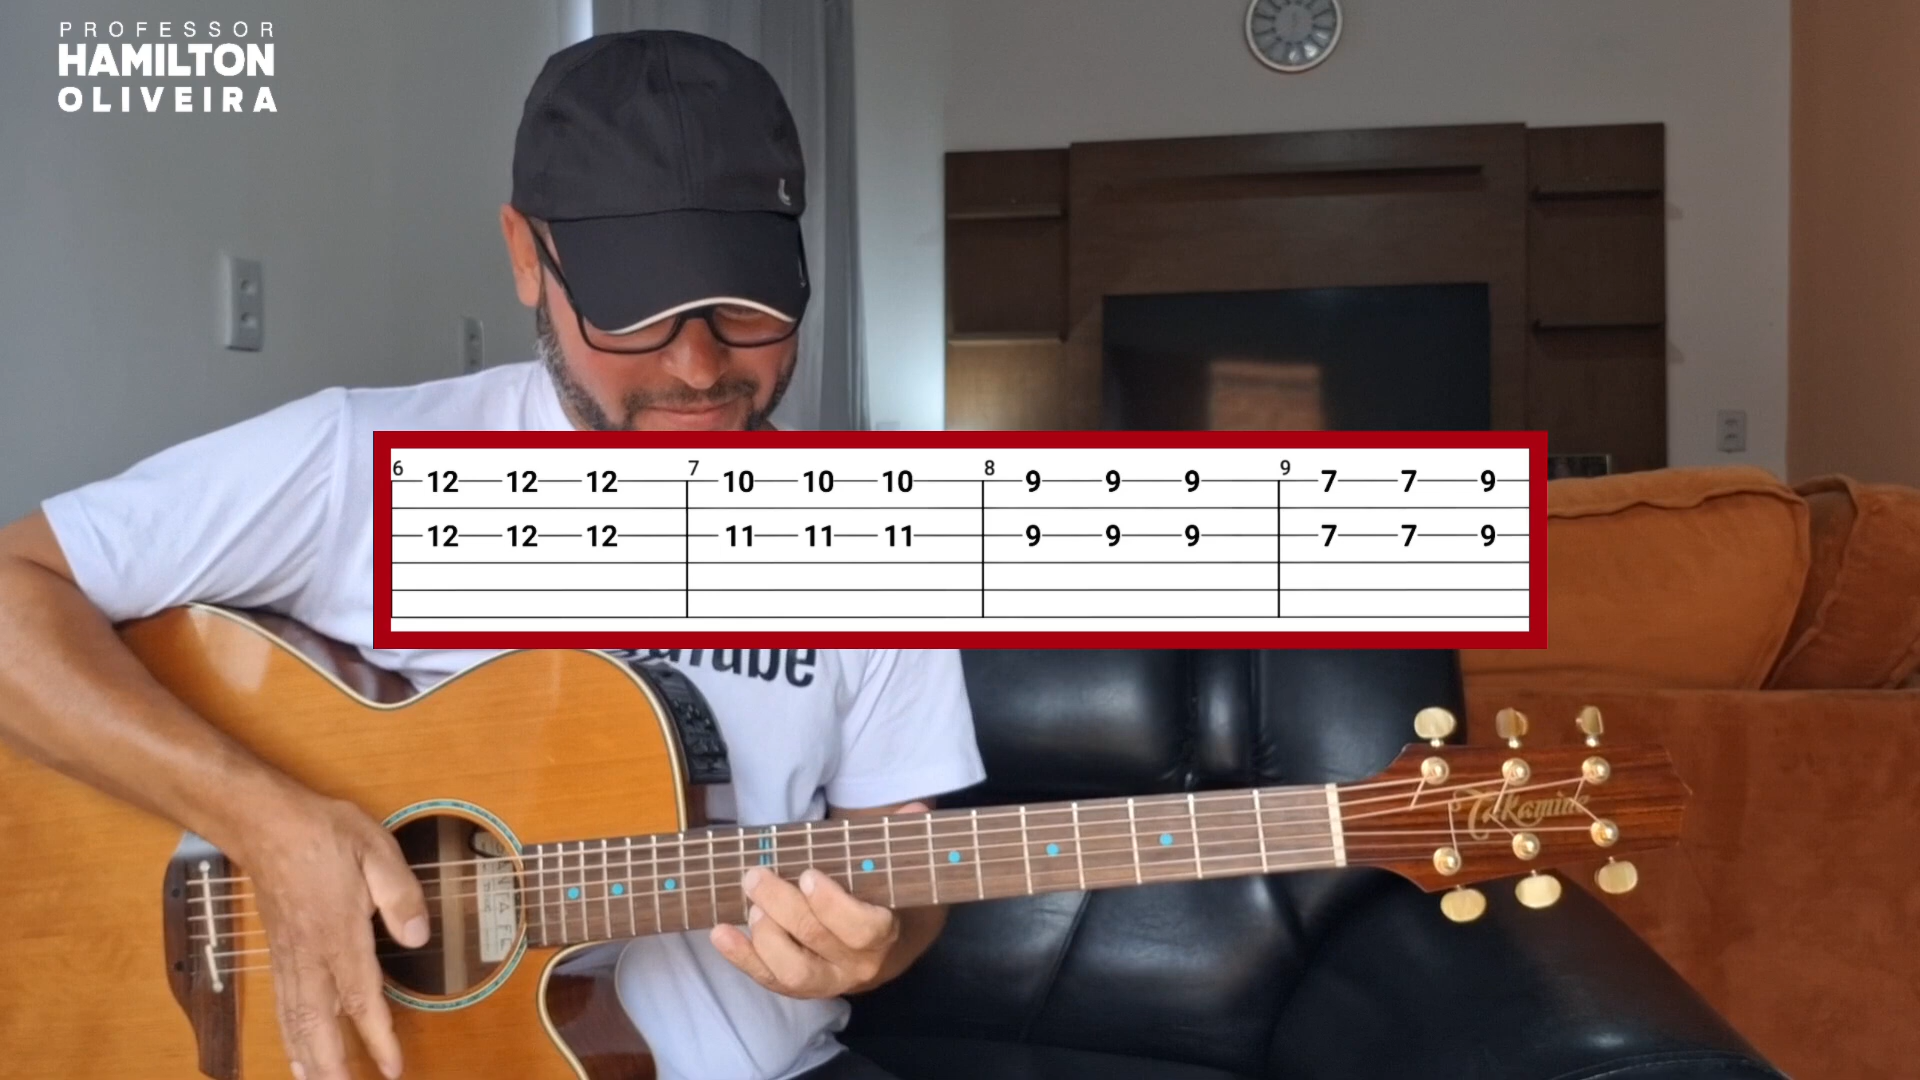 PROFESSOR
HAMILTON
OLIVEIRA
6 7 8 9
12 12 12 10 10 10 9 9 9 7 7 9
12 12 12 11 11 11 9 9 9 7 7 9
Takamine